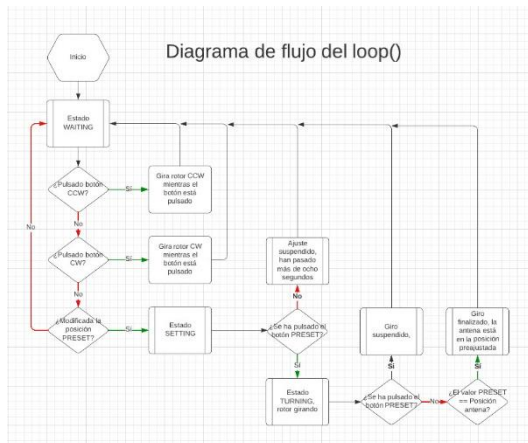 Diagrama de flujo del loop()
Inicio
Estado
WAITING
¿Pulsado botón
CCW?
Sí
Gira rotor CCW
mientras el
botón está
pulsado
No
¿Pulsado botón
CW?
Sí
Gira rotor CW
mientras el
botón está
pulsado
No
No
¿Modificada la
posición
PRESET?
Sí
Estado
SETTING
¿Se ha pulsado el
botón PRESET?
No
Ajuste
suspendido,
han pasado
más de ocho
segundos
Sí
Estado
TURNING,
rotor girando
¿Se ha pulsado el
botón PRESET?
Sí
Giro
suspendido,
No
¿El valor PRESET
== Posición
antena?
Sí
Giro
finalizado, la
antena está
en la posición
preajustada